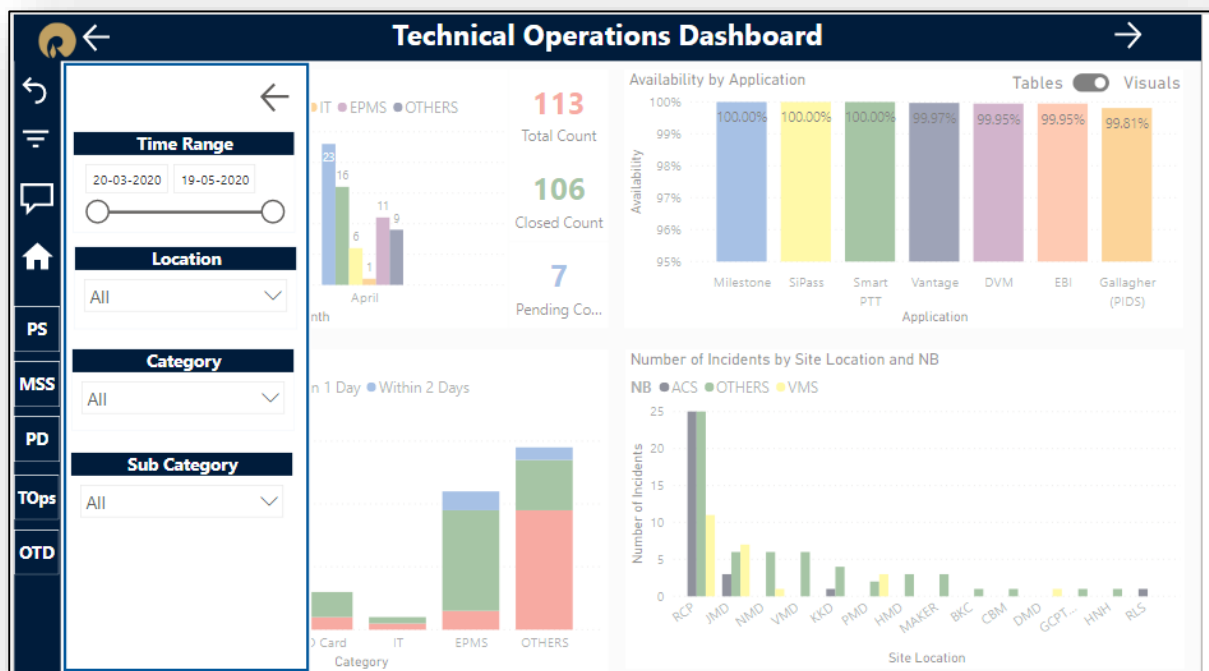 Technical Operations Dashboard
Time Range
20-03-2020 19-05-2020
Location
All
Category
All
Sub Category
All
PS
MSS
PD
TOps
OTD
IT EPMS OTHERS
23
16
6
1
11
9
April
nth
113
Total Count
106
Closed Count
7
Pending Co...
Availability by Application
Tables Visuals
Availability
100%
99%
98%
97%
96%
95%
100.00% 100.00% 100.00% 99.97% 99.95% 99.95% 99.81%
Milestone SiPass Smart PTT Vantage DVM EBI Gallagher (PIDS)
Application
n 1 Day Within 2 Days
D Card IT EPMS OTHERS
Category
Number of Incidents by Site Location and NB
NB ACS OTHERS VMS
Number of Incidents
25
20
15
10
5
0
RCP JMD NMD VMD KKD PMD HMD MAKER BKC CBM DMD GCPT... HNH RLS
Site Location